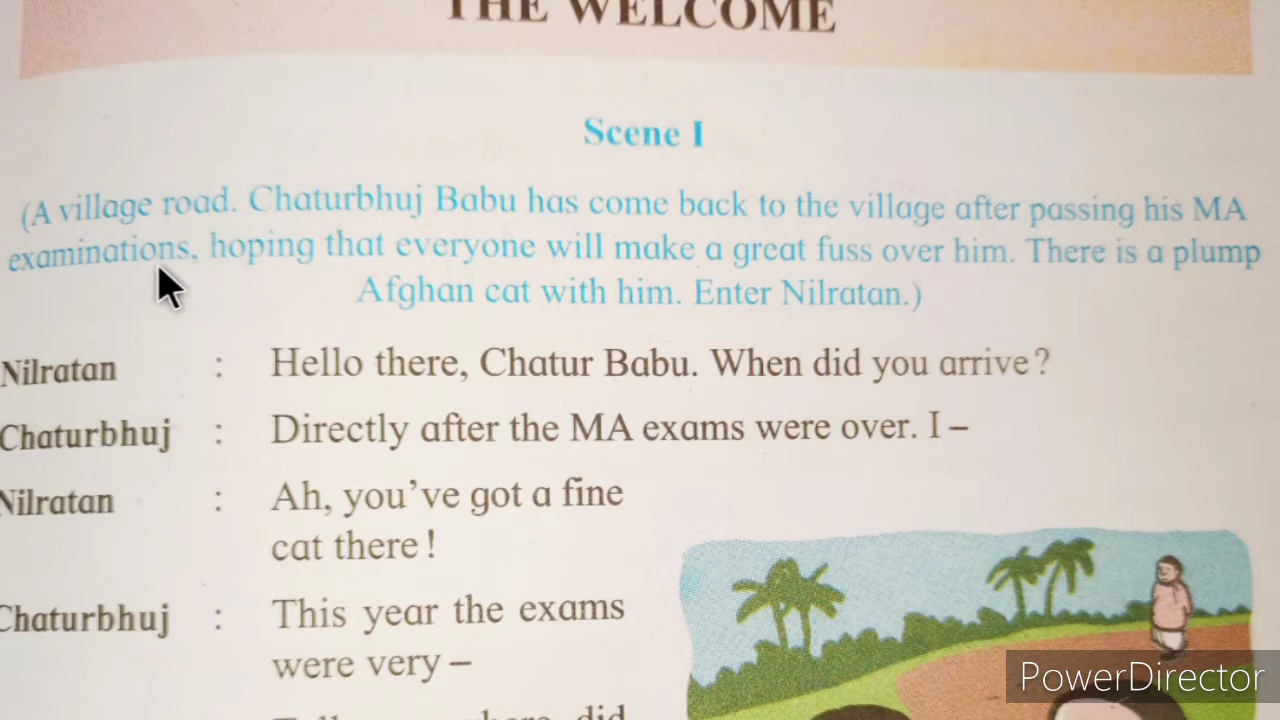 THE WELCOME
Scene I
(A village road. Chaturbhuj Babu has come back to the village after passing his MA
examinations, hoping that everyone will make a great fuss over him. There is a plump
Afghan cat with him. Enter Nilratan.)
Nilratan : Hello there, Chatur Babu. When did you arrive?
Chaturbhuj : Directly after the MA exams were over. I –
Nilratan : Ah, you've got a fine
cat there!
Chaturbhuj : This year the exams
were very –
did
PowerDirector